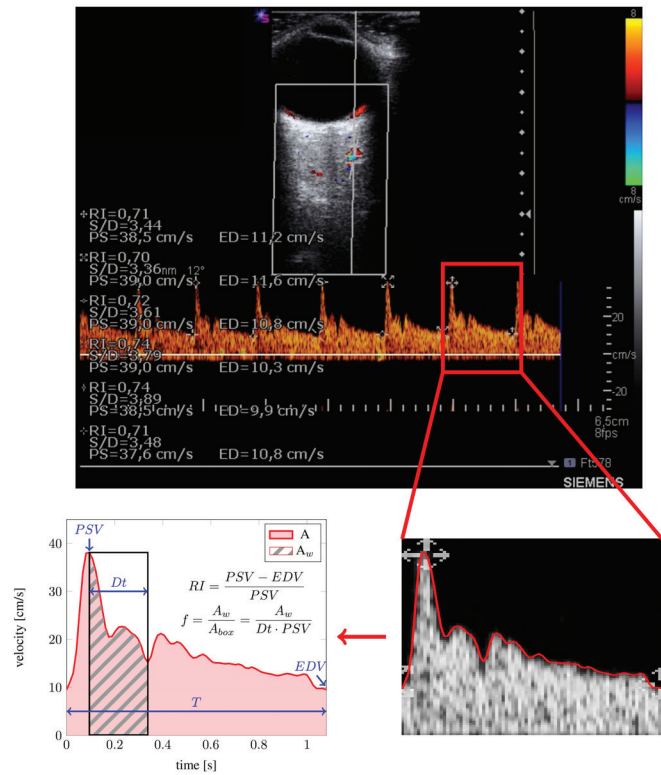 S
8
8
cm/s
RI=0,71
S/D=3,44
PS=38,5 cm/s ED=11,2 cm/s
RI=0,70
S/D=3,36nm 12°
PS=39,0 cm/s ED=11,6 cm/s
RI=0,72
S/D=3,61
PS=39,0 cm/s ED=10,8 cm/s
RI=0,74
S/D=3,79
PS=39,0 cm/s ED=10,3 cm/s
RI=0,74
S/D=3,89
PS=38,5 cm/s ED=9,9 cm/s
RI=0,71
S/D=3,48
PS=37,6 cm/s ED=10,8 cm/s
20
cm/s
-20
6,5cm
8fps
1 Ft578
SIEMENS
PSV
A
A_w
Dt
RI = (PSV − EDV) / PSV
f = A_w / A_box = A_w / (Dt · PSV)
EDV
T
velocity [cm/s]
40
30
20
10
0
0 0.2 0.4 0.6 0.8 1
time [s]